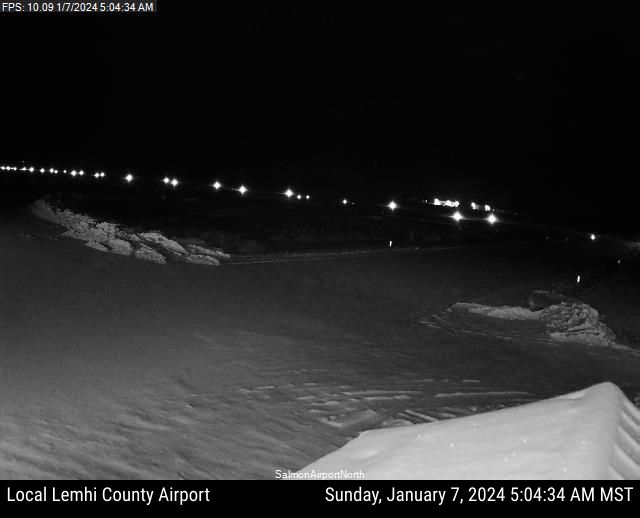 FPS: 10.09 1/7/2024 5:04:34 AM
SalmonAirportNorth
Local Lemhi County Airport
Sunday, January 7, 2024 5:04:34 AM MST